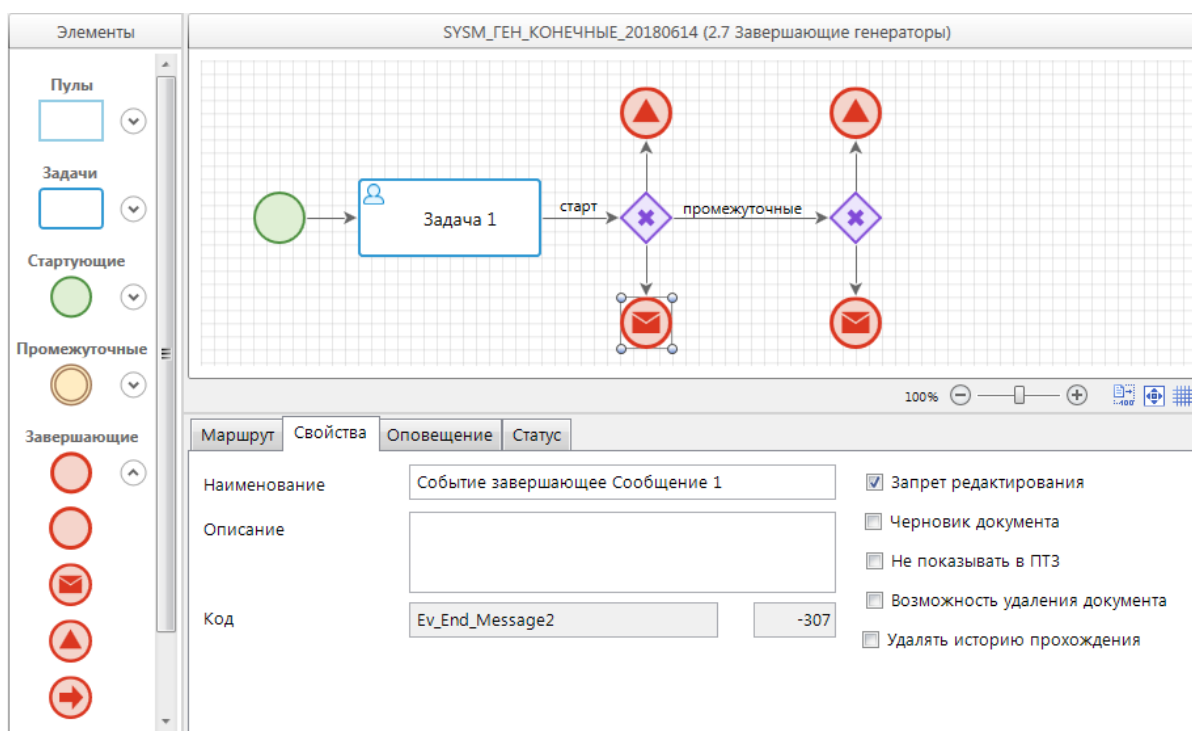 Элементы
SYSM_ГЕН_КОНЕЧНЫЕ_20180614 (2.7 Завершающие генераторы)
Пулы
Задачи
Стартующие
Промежуточные
Завершающие
Задача 1
старт
промежуточные
100%
Маршрут
Свойства
Оповещение
Статус
Наименование
Событие завершающее Сообщение 1
Описание
Код
Ev_End_Message2
-307
Запрет редактирования
Черновик документа
Не показывать в ПТЗ
Возможность удаления документа
Удалять историю прохождения